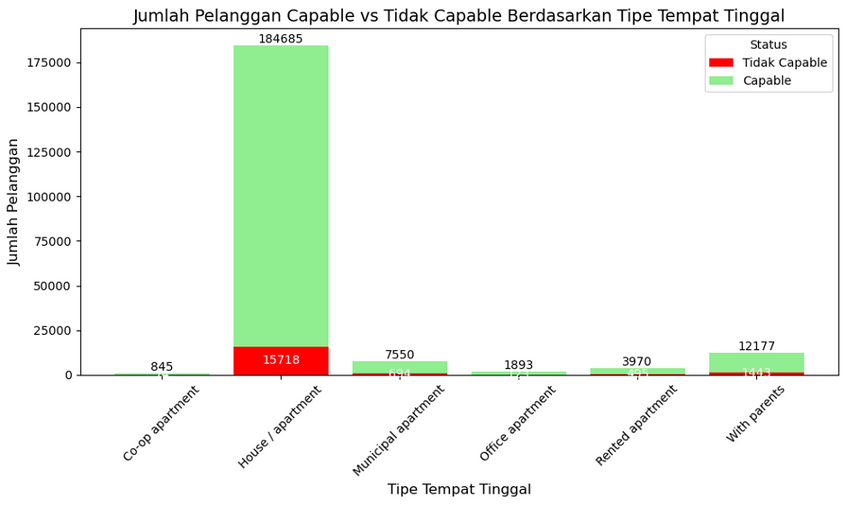 Jumlah Pelanggan Capable vs Tidak Capable Berdasarkan Tipe Tempat Tinggal
Status
Tidak Capable
Capable
Jumlah Pelanggan
175000
150000
125000
100000
75000
50000
25000
0
184685
845
7550
1893
3970
12177
15718
1443
Co-op apartment
House / apartment
Municipal apartment
Office apartment
Rented apartment
With parents
Tipe Tempat Tinggal